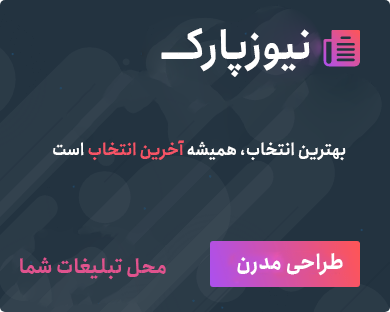 نیوزپارک
بهترین انتخاب، همیشه آخرین انتخاب است
طراحی مدرن
محل تبلیغات شما